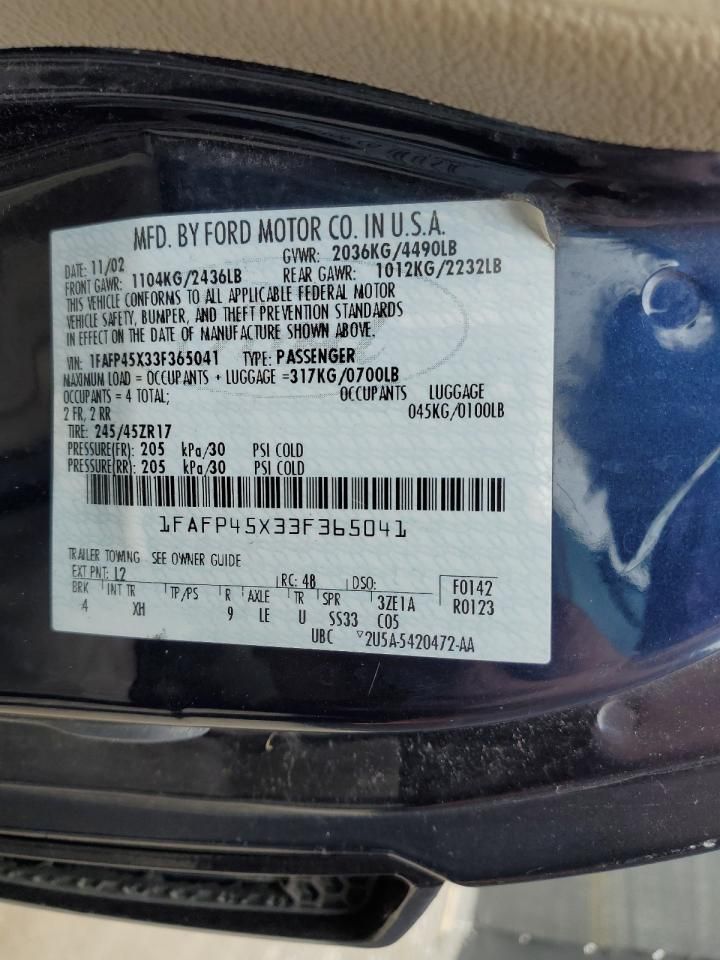 MFD. BY FORD MOTOR CO. IN U.S.A.
DATE: 11/02 GVWR: 2036KG/4490LB
FRONT GAWR: 1104KG/2436LB REAR GAWR: 1012KG/2232LB
THIS VEHICLE CONFORMS TO ALL APPLICABLE FEDERAL MOTOR
VEHICLE SAFETY, BUMPER, AND THEFT PREVENTION STANDARDS
IN EFFECT ON THE DATE OF MANUFACTURE SHOWN ABOVE.
VIN: 1FAFP45X33F365041 TYPE: PASSENGER
MAXIMUM LOAD = OCCUPANTS + LUGGAGE =317KG/0700LB
OCCUPANTS = 4 TOTAL; OCCUPANTS LUGGAGE
2 FR, 2 RR 045KG/0100LB
TIRE: 245/45ZR17
PRESSURE(FR): 205 kPa/30 PSI COLD
PRESSURE(RR): 205 kPa/30 PSI COLD
1FAFP45X33F365041
TRAILER TOWING SEE OWNER GUIDE
EXT PNT: L2 RC: 48 DSO: F0142
BRK INT TR TP/PS R AXLE TR SPR 3ZE1A R0123
4 XH 9 LE U SS33 C05
UBC 2U5A-5420472-AA